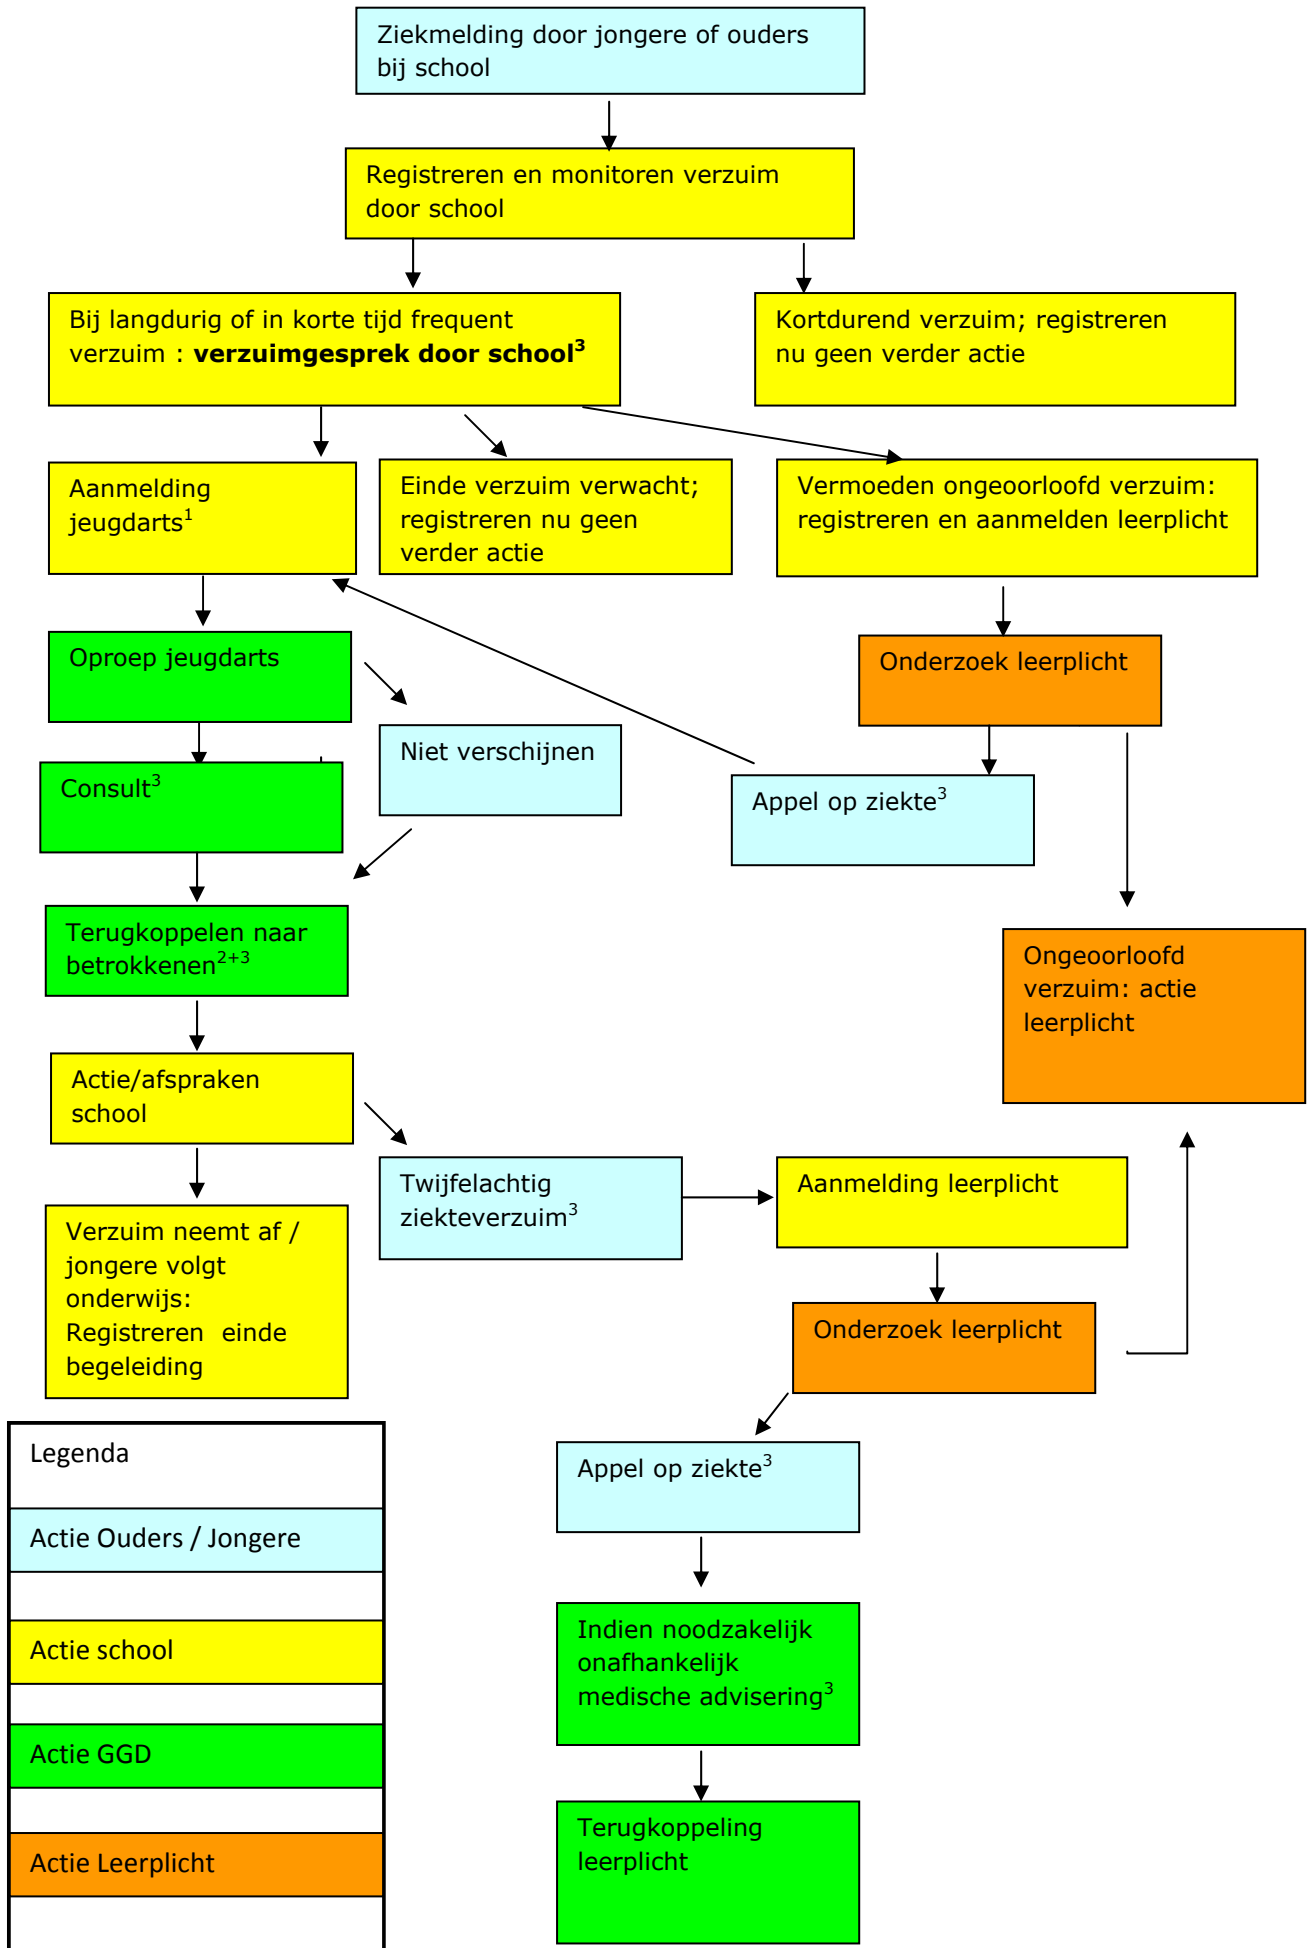 Ziekmelding door jongere of ouders
bij school
Registreren en monitoren verzuim
door school
Bij langdurig of in korte tijd frequent
verzuim : verzuimgesprek door school³
Kortdurend verzuim; registreren
nu geen verder actie
Aanmelding
jeugdarts¹
Einde verzuim verwacht;
registreren nu geen
verder actie
Vermoeden ongeoorloofd verzuim:
registreren en aanmelden leerplicht
Oproep jeugdarts
Onderzoek leerplicht
Niet verschijnen
Consult³
Appel op ziekte³
Terugkoppelen naar
betrokkenen²⁺³
Ongeoorloofd
verzuim: actie
leerplicht
Actie/afspraken
school
Twijfelachtig
ziekteverzuim³
Aanmelding leerplicht
Verzuim neemt af /
jongere volgt
onderwijs:
Registreren einde
begeleiding
Onderzoek leerplicht
Appel op ziekte³
Indien noodzakelijk
onafhankelijk
medische advisering³
Terugkoppeling
leerplicht
Legenda
Actie Ouders / Jongere
Actie school
Actie GGD
Actie Leerplicht